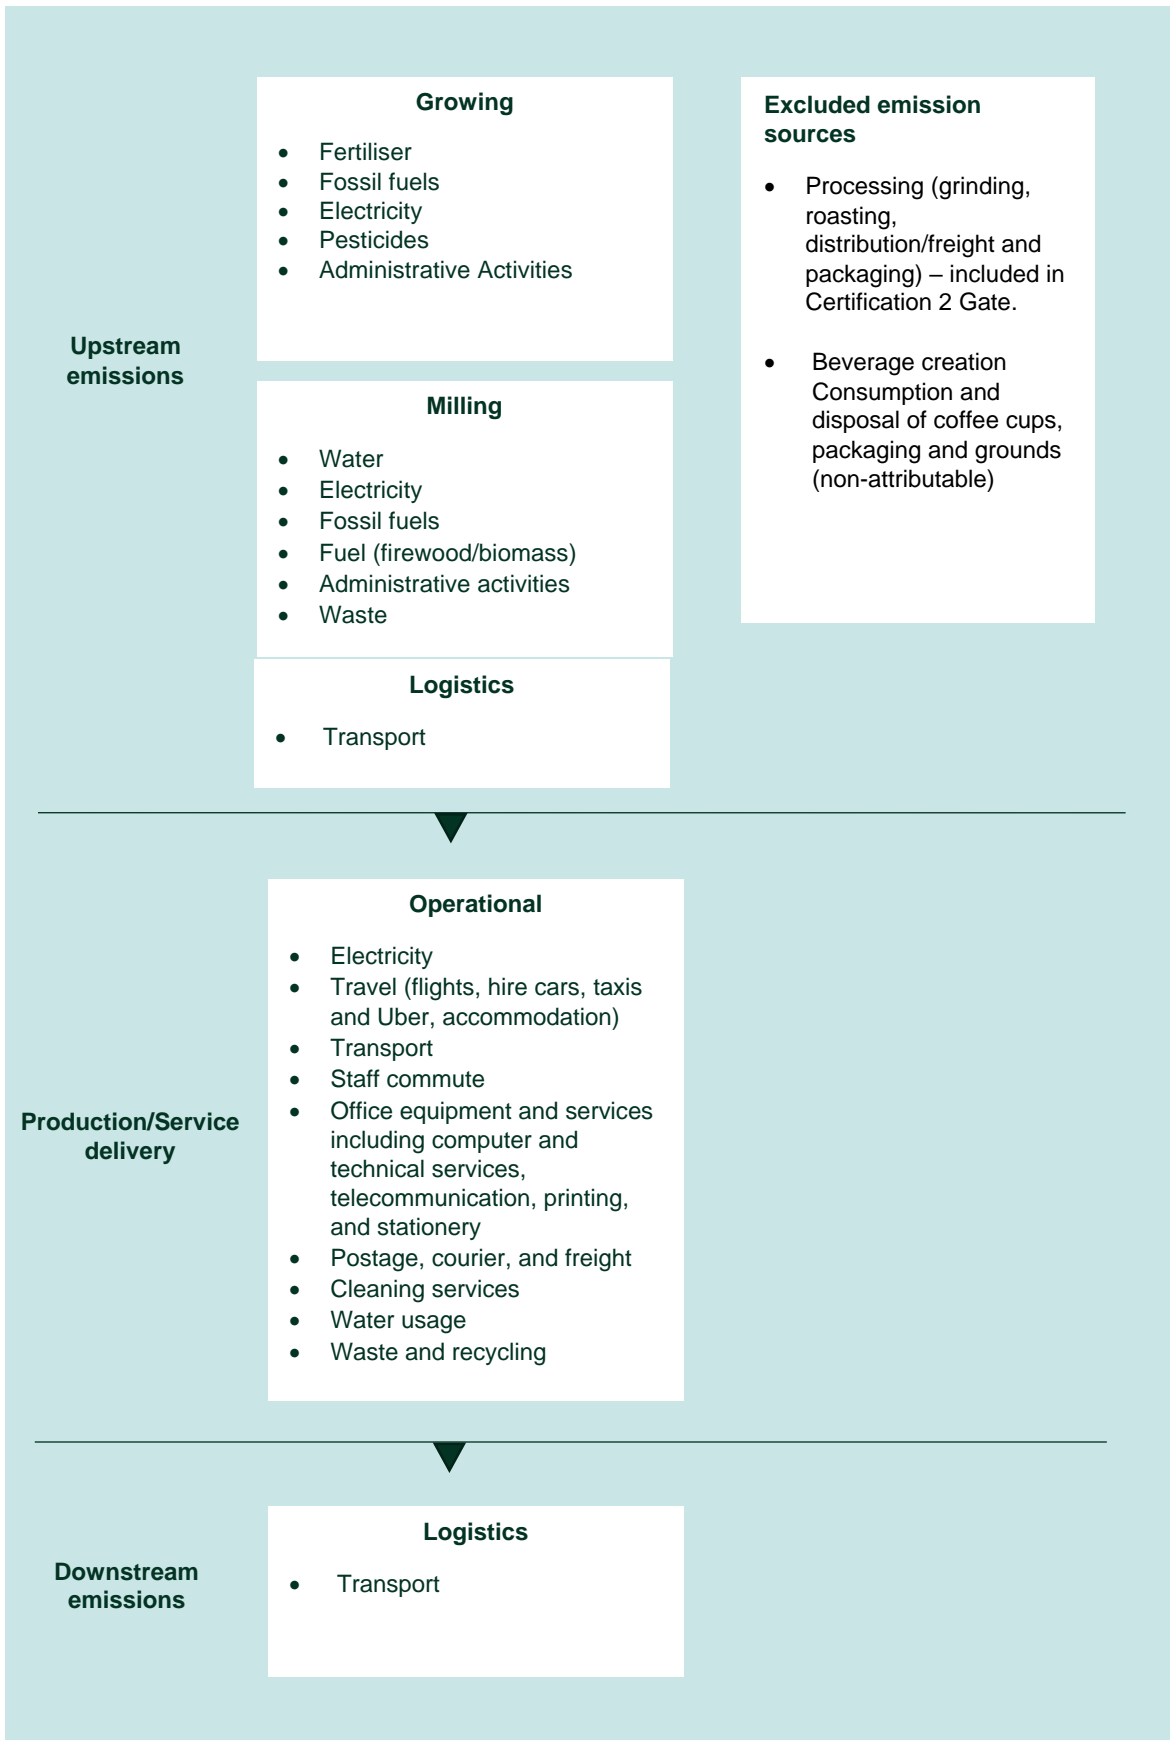 Growing
• Fertiliser
• Fossil fuels
• Electricity
• Pesticides
• Administrative Activities
Excluded emission
sources
• Processing (grinding,
roasting,
distribution/freight and
packaging) – included in
Certification 2 Gate.
• Beverage creation
Consumption and
disposal of coffee cups,
packaging and grounds
(non-attributable)
Upstream
emissions
Milling
• Water
• Electricity
• Fossil fuels
• Fuel (firewood/biomass)
• Administrative activities
• Waste
Logistics
• Transport
Production/Service
delivery
Operational
• Electricity
• Travel (flights, hire cars, taxis
and Uber, accommodation)
• Transport
• Staff commute
• Office equipment and services
including computer and
technical services,
telecommunication, printing,
and stationery
• Postage, courier, and freight
• Cleaning services
• Water usage
• Waste and recycling
Downstream
emissions
Logistics
• Transport